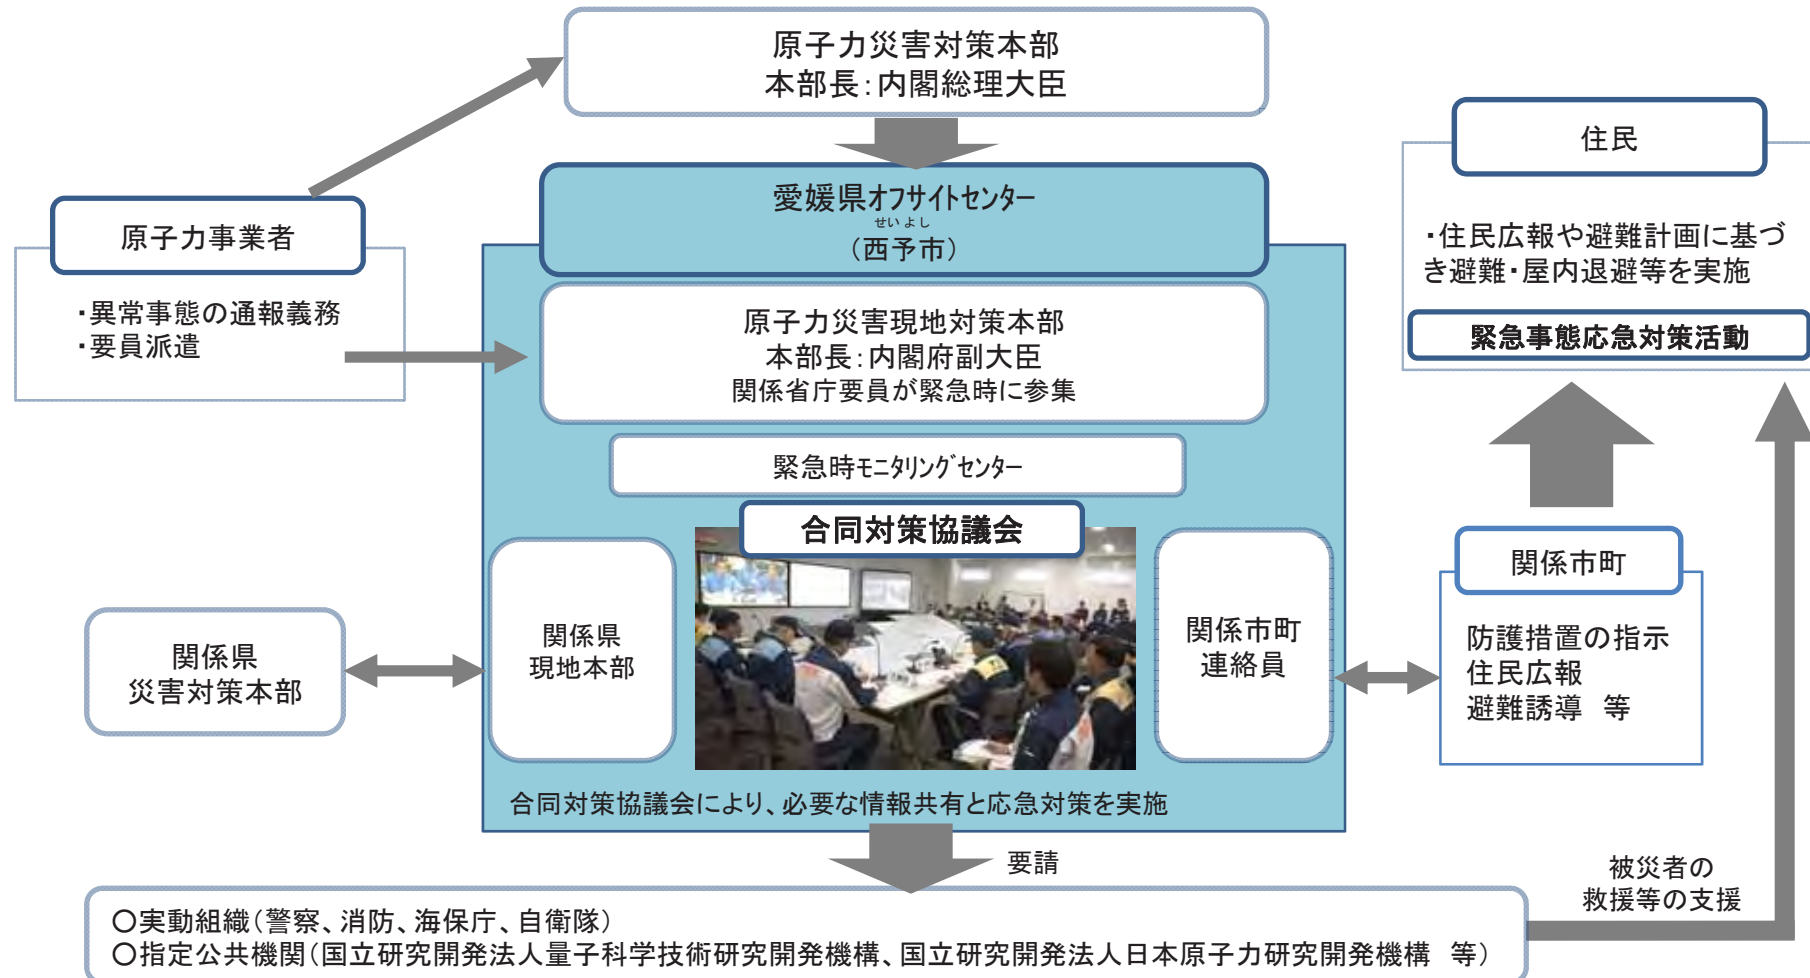 原子力災害対策本部
本部長：内閣総理大臣
愛媛県オフサイトセンター
せいよし
（西予市）
原子力事業者
・異常事態の通報義務
・要員派遣
原子力災害現地対策本部
本部長：内閣府副大臣
関係省庁要員が緊急時に参集
緊急時モニタリングセンター
合同対策協議会
関係県
災害対策本部
関係県
現地本部
関係市町
連絡員
合同対策協議会により、必要な情報共有と応急対策を実施
住民
・住民広報や避難計画に基づ
き避難・屋内退避等を実施
緊急事態応急対策活動
関係市町
防護措置の指示
住民広報
避難誘導　等
要請
被災者の
救援等の支援
○実動組織（警察、消防、海保庁、自衛隊）
○指定公共機関（国立研究開発法人量子科学技術研究開発機構、国立研究開発法人日本原子力研究開発機構　等）